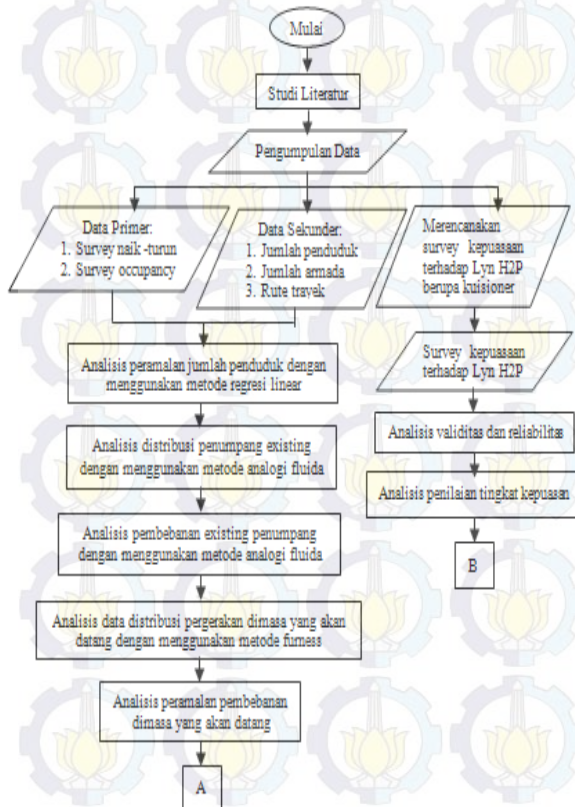 Mulai
Studi Literatur
Pengumpulan Data
Data Primer:
1. Survey naik -turun
2. Survey occupancy
Data Sekunder:
1. Jumlah penduduk
2. Jumlah armada
3. Rute trayek
Merencanakan
survey kepuasaan
terhadap Lyn H2P
berupa kuisioner
Survey kepuasaan
terhadap Lyn H2P
Analisis peramalan jumlah penduduk dengan
menggunakan metode regresi linear
Analisis validitas dan reliabilitas
Analisis distribusi penumpang existing
dengan menggunakan metode analogi fluida
Analisis penilaian tingkat kepuasan
Analisis pembebanan existing penumpang
dengan menggunakan metode analogi fluida
B
Analisis data distribusi pergerakan dimasa yang akan
datang dengan menggunakan metode furness
Analisis peramalan pembebanan
dimasa yang akan datang
A